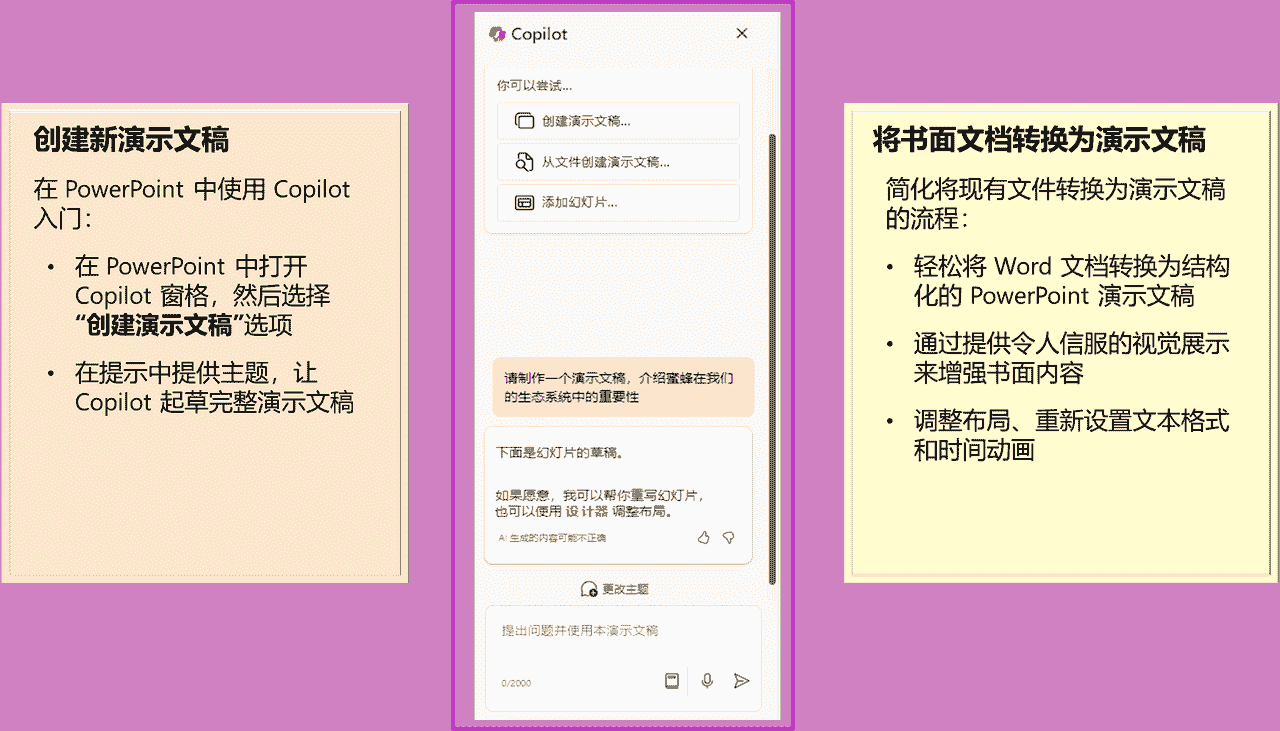 创建新演示文稿
在 PowerPoint 中使用 Copilot
入门：
• 在 PowerPoint 中打开
Copilot 窗格，然后选择
“创建演示文稿”选项
• 在提示中提供主题，让
Copilot 起草完整演示文稿
Copilot
你可以尝试...
创建演示文稿...
从文件创建演示文稿...
添加幻灯片...
请制作一个演示文稿，介绍蜜蜂在我们
的生态系统中的重要性
下面是幻灯片的草稿。
如果愿意，我可以帮你重写幻灯片，
也可以使用 设计器 调整布局。
AI 生成的内容可能不正确
更改主题
提出问题并使用本演示文稿
0/2000
将书面文档转换为演示文稿
简化将现有文件转换为演示文稿
的流程：
• 轻松将 Word 文档转换为结构
化的 PowerPoint 演示文稿
• 通过提供令人信服的视觉展示
来增强书面内容
• 调整布局、重新设置文本格式
和时间动画